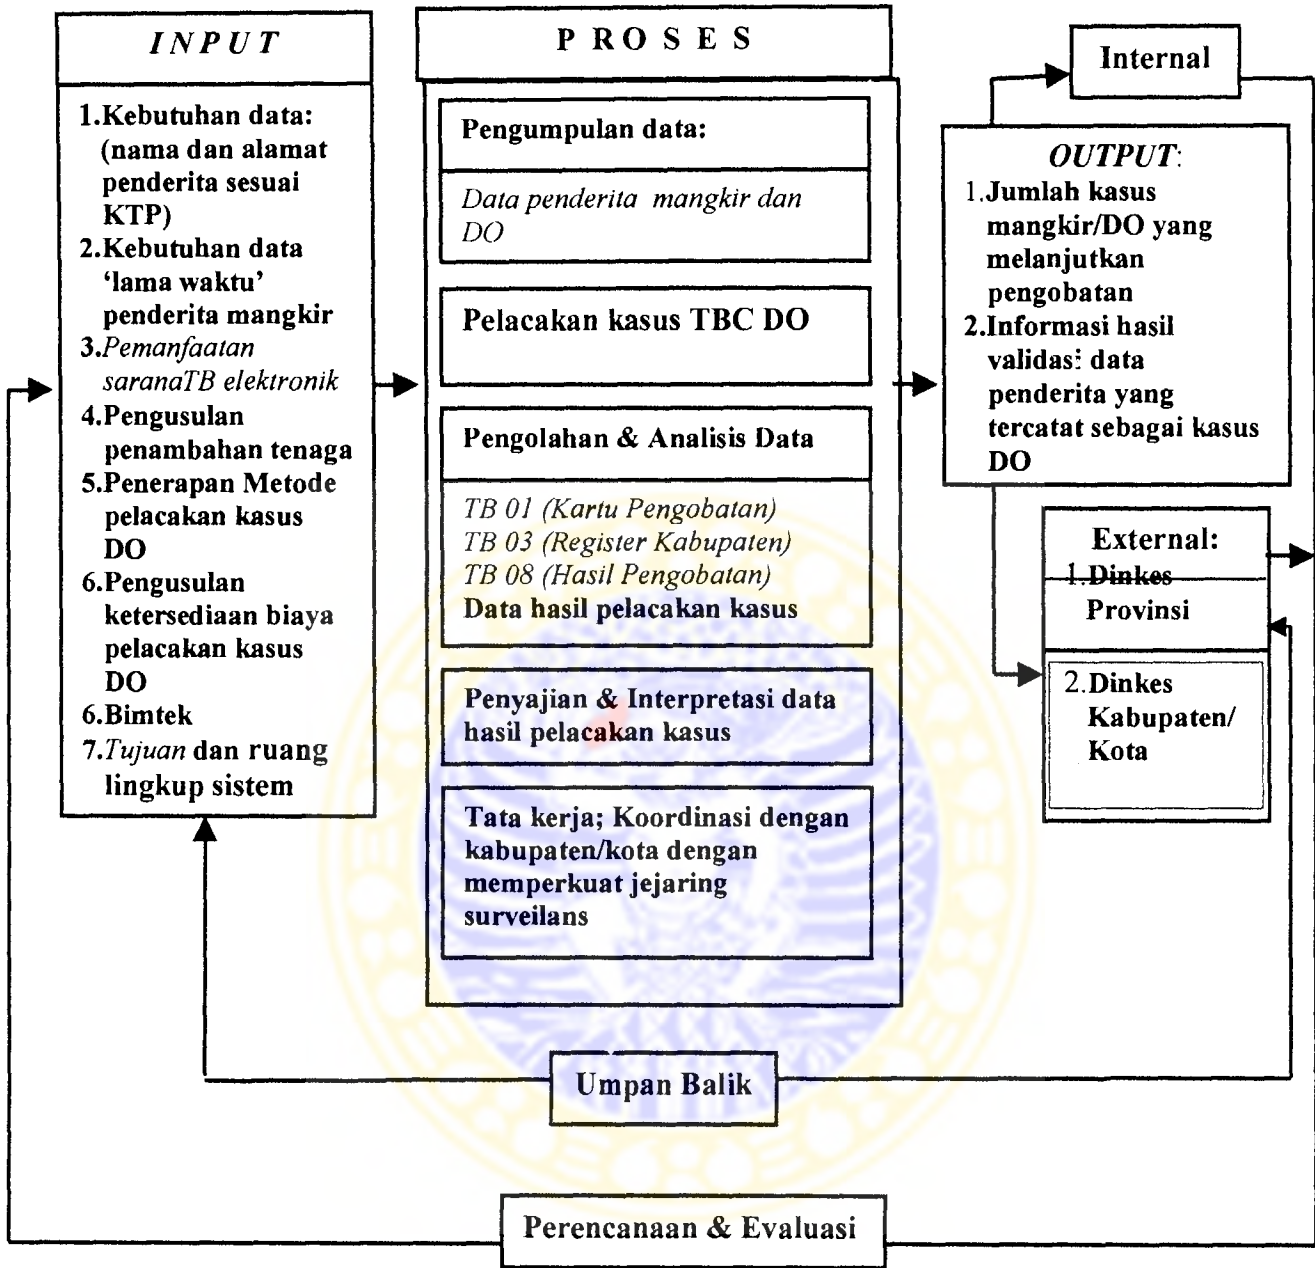 INPUT
1.Kebutuhan data:
(nama dan alamat
penderita sesuai
KTP)
2.Kebutuhan data
‘lama waktu’
penderita mangkir
3.Pemanfaatan
saranaTB elektronik
4.Pengusulan
penambahan tenaga
5.Penerapan Metode
pelacakan kasus
DO
6.Pengusulan
ketersediaan biaya
pelacakan kasus
DO
6.Bimtek
7.Tujuan dan ruang
lingkup sistem
P R O S E S
Pengumpulan data:
Data penderita mangkir dan
DO
Pelacakan kasus TBC DO
Pengolahan & Analisis Data
TB 01 (Kartu Pengobatan)
TB 03 (Register Kabupaten)
TB 08 (Hasil Pengobatan)
Data hasil pelacakan kasus
Penyajian & Interpretasi data
hasil pelacakan kasus
Tata kerja; Koordinasi dengan
kabupaten/kota dengan
memperkuat jejaring
surveilans
Internal
OUTPUT:
1.Jumlah kasus
mangkir/DO yang
melanjutkan
pengobatan
2.Informasi hasil
validasi data
penderita yang
tercatat sebagai kasus
DO
External:
1.Dinkes
Provinsi
2.Dinkes
Kabupaten/
Kota
Umpan Balik
Perencanaan & Evaluasi